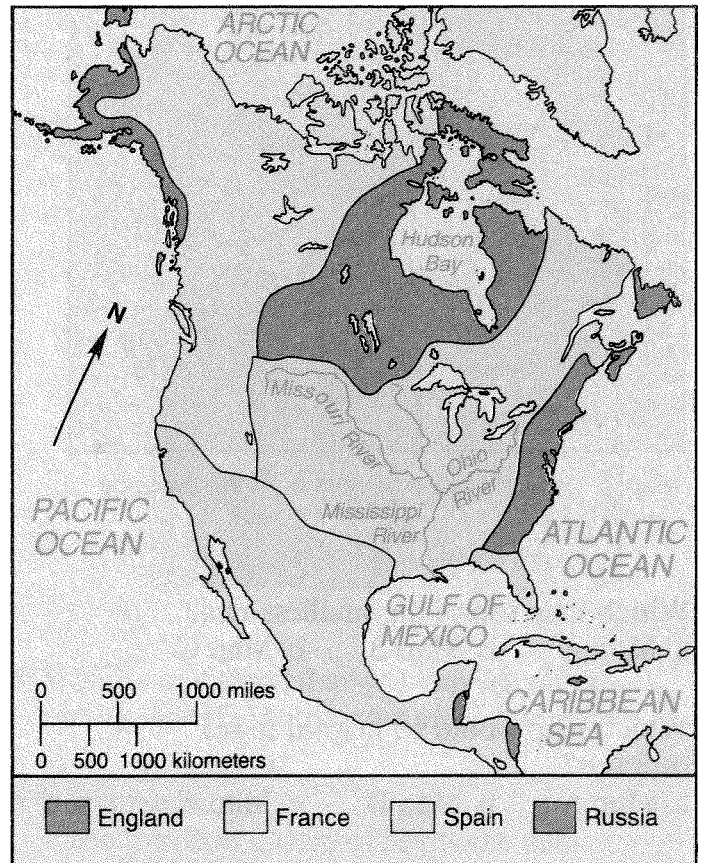 ARCTIC
OCEAN
Hudson
Bay
N
Missouri
River
Ohio
River
Mississippi
River
PACIFIC
OCEAN
ATLANTIC
OCEAN
GULF OF
MEXICO
CARIBBEAN
SEA
0 500 1000 miles
0 500 1000 kilometers
England France Spain Russia